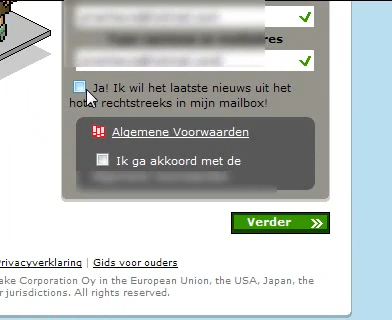 res
Ja! Ik wil het laatste nieuws uit het
hotel rechtstreeks in mijn mailbox!
Algemene Voorwaarden
Ik ga akkoord met de
Verder
Privacyverklaring | Gids voor ouders
ake Corporation Oy in the European Union, the USA, Japan, the
r jurisdictions. All rights reserved.